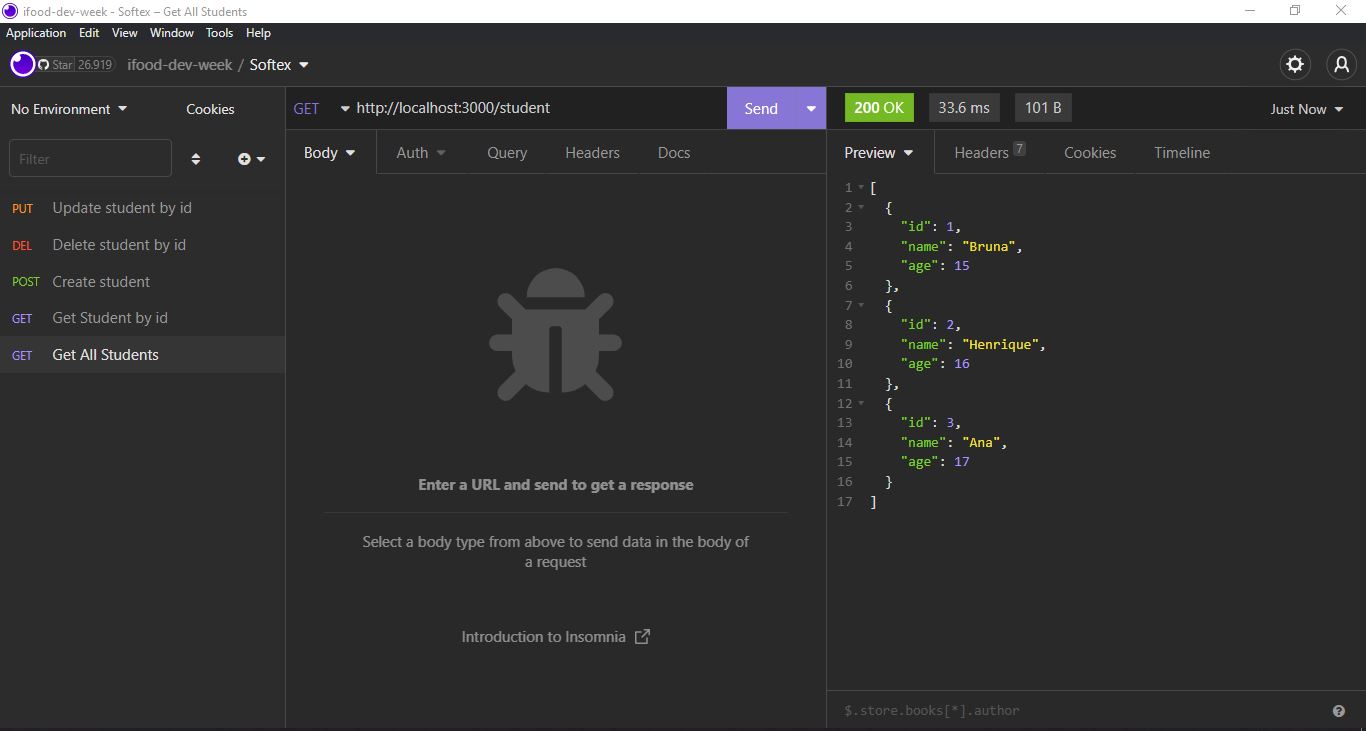 ifood-dev-week - Softex – Get All Students
Application Edit View Window Tools Help
Star 26.919 ifood-dev-week / Softex
No Environment Cookies
Filter
PUT Update student by id
DEL Delete student by id
POST Create student
GET Get Student by id
GET Get All Students
GET http://localhost:3000/student Send
Body Auth Query Headers Docs
Enter a URL and send to get a response
Select a body type from above to send data in the body of
a request
Introduction to Insomnia
200 OK 33.6 ms 101 B Just Now
Preview Headers 7 Cookies Timeline
1 [
2 {
3 "id": 1,
4 "name": "Bruna",
5 "age": 15
6 },
7 {
8 "id": 2,
9 "name": "Henrique",
10 "age": 16
11 },
12 {
13 "id": 3,
14 "name": "Ana",
15 "age": 17
16 }
17 ]
$.store.books[*].author